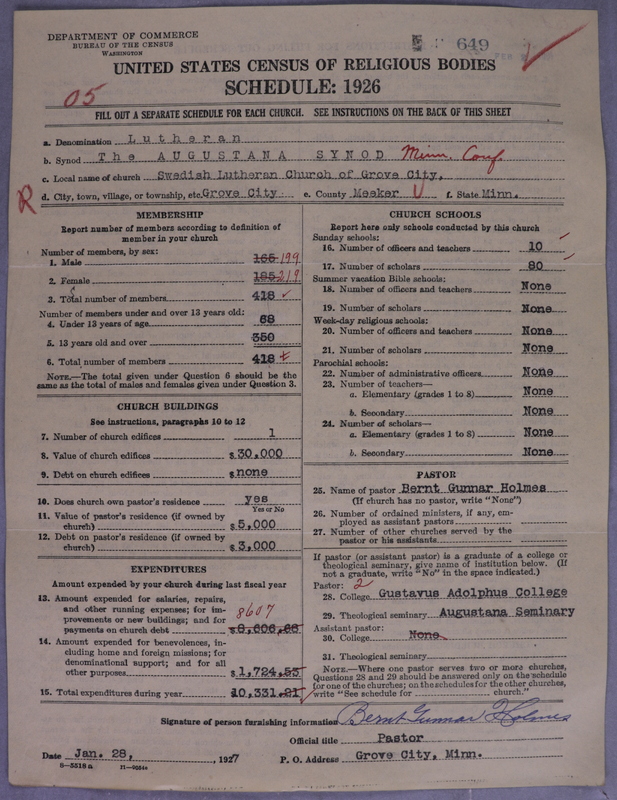 DEPARTMENT OF COMMERCE
BUREAU OF THE CENSUS
WASHINGTON
649
UNITED STATES CENSUS OF RELIGIOUS BODIES
SCHEDULE: 1926
05
FILL OUT A SEPARATE SCHEDULE FOR EACH CHURCH. SEE INSTRUCTIONS ON THE BACK OF THIS SHEET
a. Denomination Lutheran
b. Synod The AUGUSTANA SYNOD Minn. Conf.
c. Local name of church Swedish Lutheran Church of Grove City,
R d. City, town, village, or township, etc. Grove City e. County Meeker f. State Minn.
MEMBERSHIP
Report number of members according to definition of
member in your church
Number of members, by sex:
1. Male 165 199
2. Female 185 219
3. Total number of members 418
Number of members under and over 13 years old:
4. Under 13 years of age 68
5. 13 years old and over 350
6. Total number of members 418
NOTE.—The total given under Question 6 should be the
same as the total of males and females given under Question 3.
CHURCH BUILDINGS
See instructions, paragraphs 10 to 12
7. Number of church edifices 1
8. Value of church edifices $30,000
9. Debt on church edifices $none
10. Does church own pastor's residence yes
Yes or No
11. Value of pastor's residence (if owned by
church) $5,000
12. Debt on pastor's residence (if owned by
church) $3,000
EXPENDITURES
Amount expended by your church during last fiscal year
13. Amount expended for salaries, repairs,
and other running expenses; for im-
provements or new buildings; and for
payments on church debt 8607 $8,606,66
14. Amount expended for benevolences, in-
cluding home and foreign missions; for
denominational support; and for all
other purposes $1,724,55
15. Total expenditures during year 10,331.21
CHURCH SCHOOLS
Report here only schools conducted by this church
Sunday schools:
16. Number of officers and teachers 10
17. Number of scholars 80
Summer vacation Bible schools:
18. Number of officers and teachers None
19. Number of scholars None
Week-day religious schools:
20. Number of officers and teachers None
21. Number of scholars None
Parochial schools:
22. Number of administrative officers None
23. Number of teachers—
a. Elementary (grades 1 to 8) None
b. Secondary None
24. Number of scholars—
a. Elementary (grades 1 to 8) None
b. Secondary None
PASTOR
25. Name of pastor Bernt Gunnar Holmes
(If church has no pastor, write "None")
26. Number of ordained ministers, if any, em-
ployed as assistant pastors
27. Number of other churches served by the
pastor or his assistants
If pastor (or assistant pastor) is a graduate of a college or
theological seminary, give name of institution below. (If
not a graduate, write "No" in the space indicated.)
Pastor: 2
28. College Gustavus Adolphus College
29. Theological seminary Augustana Seminary
Assistant pastor:
30. College None
31. Theological seminary
NOTE.—Where one pastor serves two or more churches,
Questions 28 and 29 should be answered only on the schedule
for one of the churches; on the schedules for the other churches,
write "See schedule for church."
Signature of person furnishing information Bernt Gunnar Holmes
Official title Pastor
Date Jan. 28, , 1927 P. O. Address Grove City, Minn.
8—5518 a